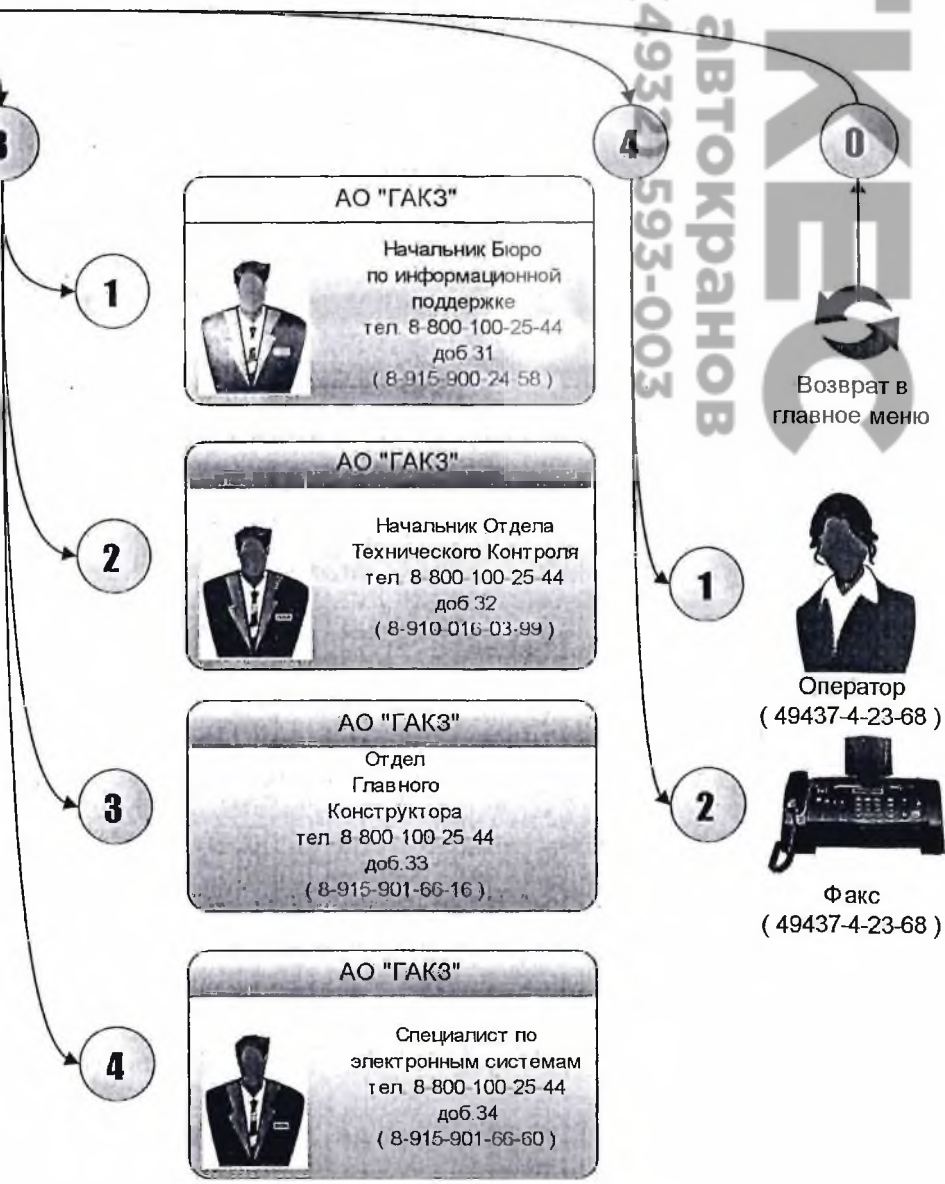 3
4
0
1
АО "ГАКЗ"
Начальник Бюро
по информационной
поддержке
тел. 8-800-100-25-44
доб 31
( 8-915-900-24-58 )
2
АО "ГАКЗ"
Начальник Отдела
Технического Контроля
тел. 8-800-100-25-44
доб 32
( 8-910-016-03-99 )
3
АО "ГАКЗ"
Отдел
Главного
Конструктора
тел. 8-800-100-25-44
доб.33
( 8-915-901-66-16 )
4
АО "ГАКЗ"
Специалист по
электронным системам
тел. 8-800-100-25-44
доб.34
( 8-915-901-66-60 )
Возврат в
главное меню
1
Оператор
( 49437-4-23-68 )
2
Факс
( 49437-4-23-68 )
автокранов
4932) 593-003
КЕС